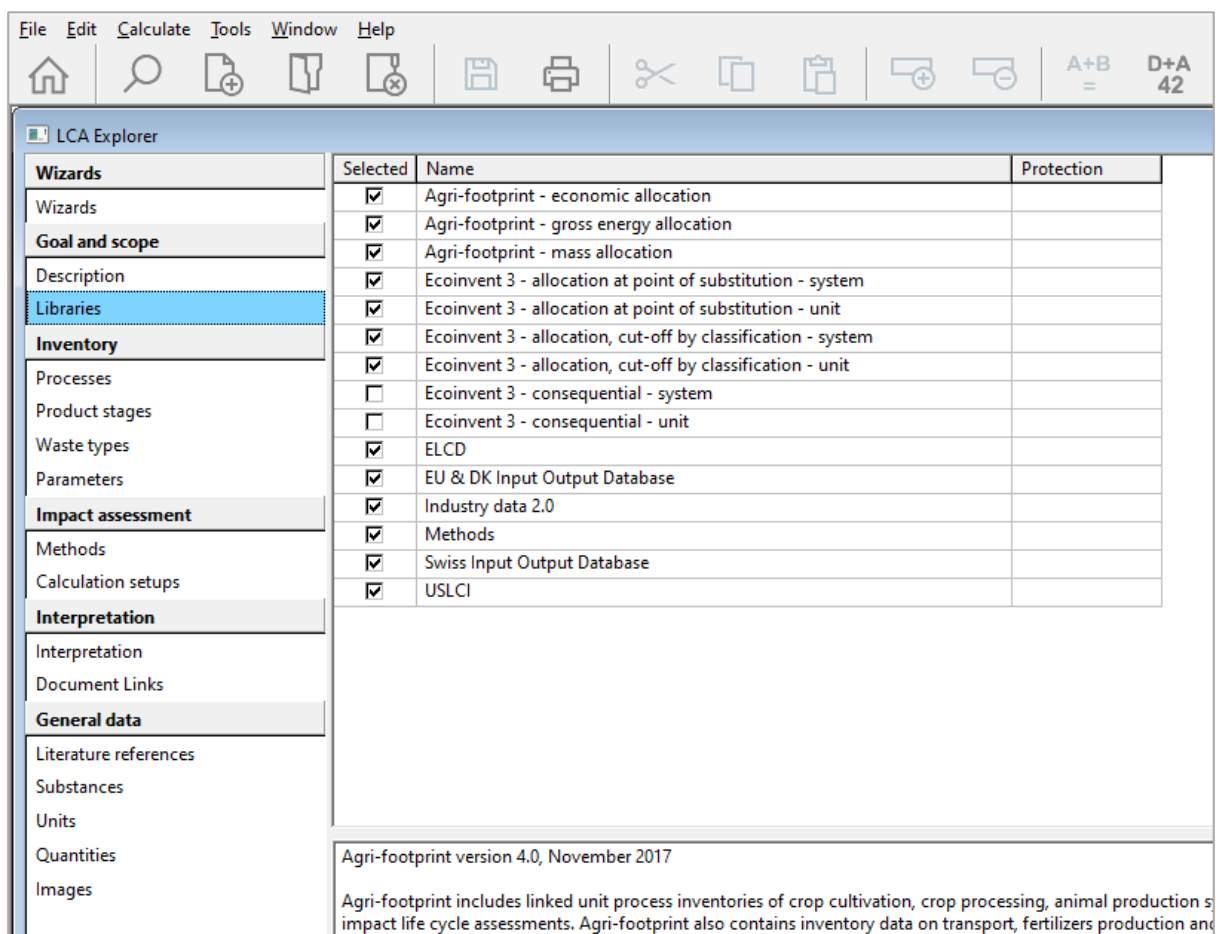 File Edit Calculate Tools Window Help
A+B
=
D+A
42
LCA Explorer
Wizards
Wizards
Goal and scope
Description
Libraries
Inventory
Processes
Product stages
Waste types
Parameters
Impact assessment
Methods
Calculation setups
Interpretation
Interpretation
Document Links
General data
Literature references
Substances
Units
Quantities
Images
Selected Name Protection
Agri-footprint - economic allocation
Agri-footprint - gross energy allocation
Agri-footprint - mass allocation
Ecoinvent 3 - allocation at point of substitution - system
Ecoinvent 3 - allocation at point of substitution - unit
Ecoinvent 3 - allocation, cut-off by classification - system
Ecoinvent 3 - allocation, cut-off by classification - unit
Ecoinvent 3 - consequential - system
Ecoinvent 3 - consequential - unit
ELCD
EU & DK Input Output Database
Industry data 2.0
Methods
Swiss Input Output Database
USLCI
Agri-footprint version 4.0, November 2017
Agri-footprint includes linked unit process inventories of crop cultivation, crop processing, animal production
impact life cycle assessments. Agri-footprint also contains inventory data on transport, fertilizers production and